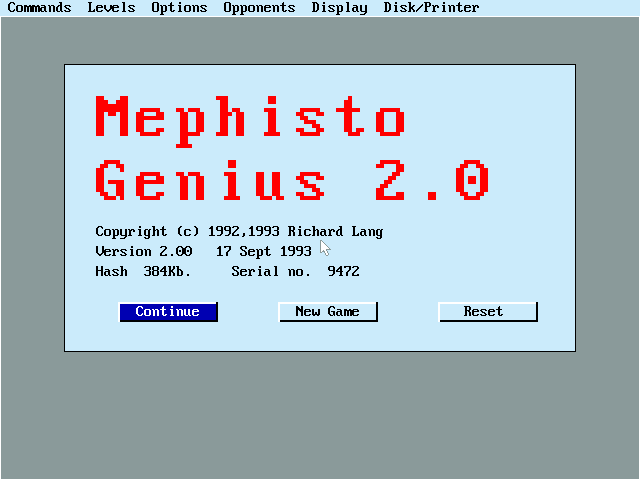 Commands Levels Options Opponents Display Disk/Printer
Mephisto
Genius 2.0
Copyright (c) 1992,1993 Richard Lang
Version 2.00 17 Sept 1993
Hash 384Kb. Serial no. 9472
Continue New Game Reset